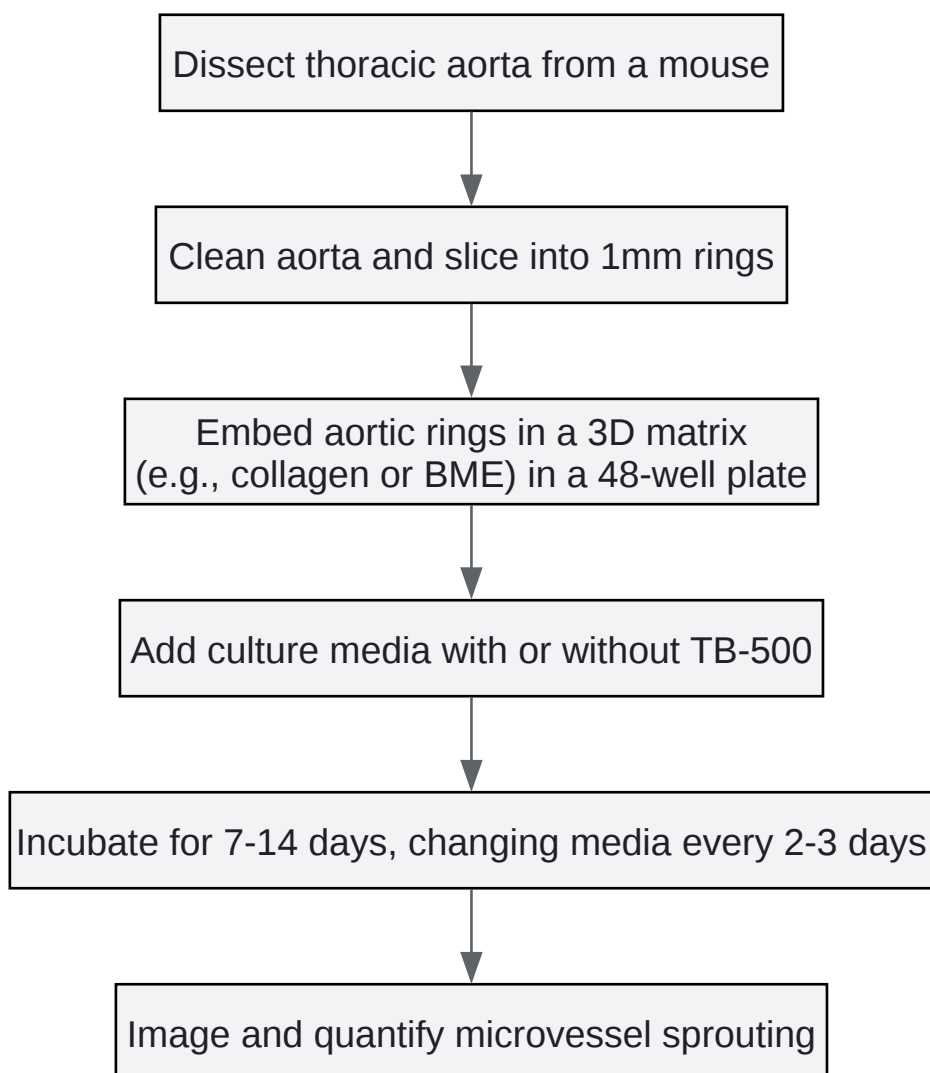 Dissect thoracic aorta from a mouse
Clean aorta and slice into 1mm rings
Embed aortic rings in a 3D matrix
(e.g., collagen or BME) in a 48-well plate
Add culture media with or without TB-500
Incubate for 7-14 days, changing media every 2-3 days
Image and quantify microvessel sprouting